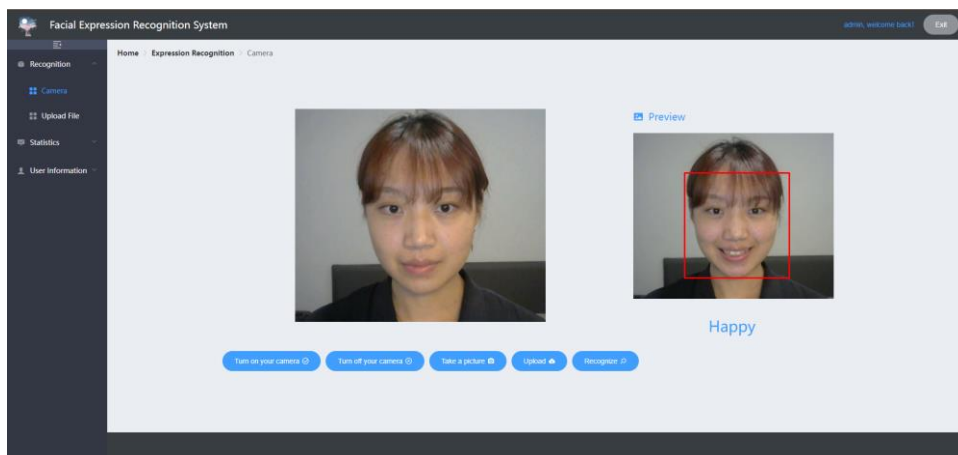 Facial Expression Recognition System
admin, welcome back!
Exit
Home Expression Recognition Camera
Recognition
Camera
Upload File
Statistics
User Information
Preview
Happy
Turn on your camera
Turn off your camera
Take a picture
Upload
Recognize